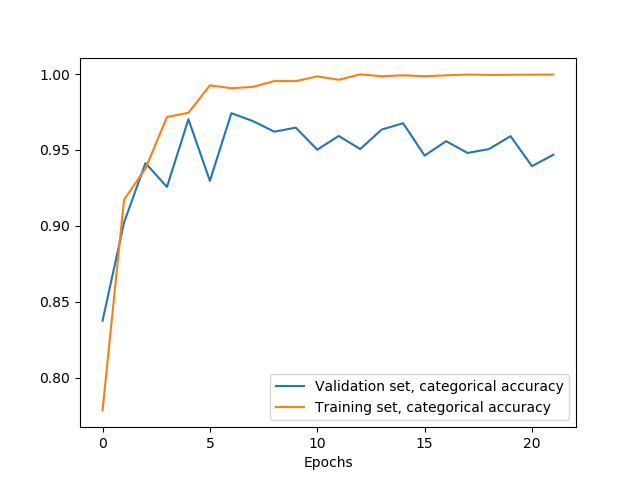 1.00
0.95
0.90
0.85
0.80
0 5 10 15 20
Epochs
Validation set, categorical accuracy
Training set, categorical accuracy